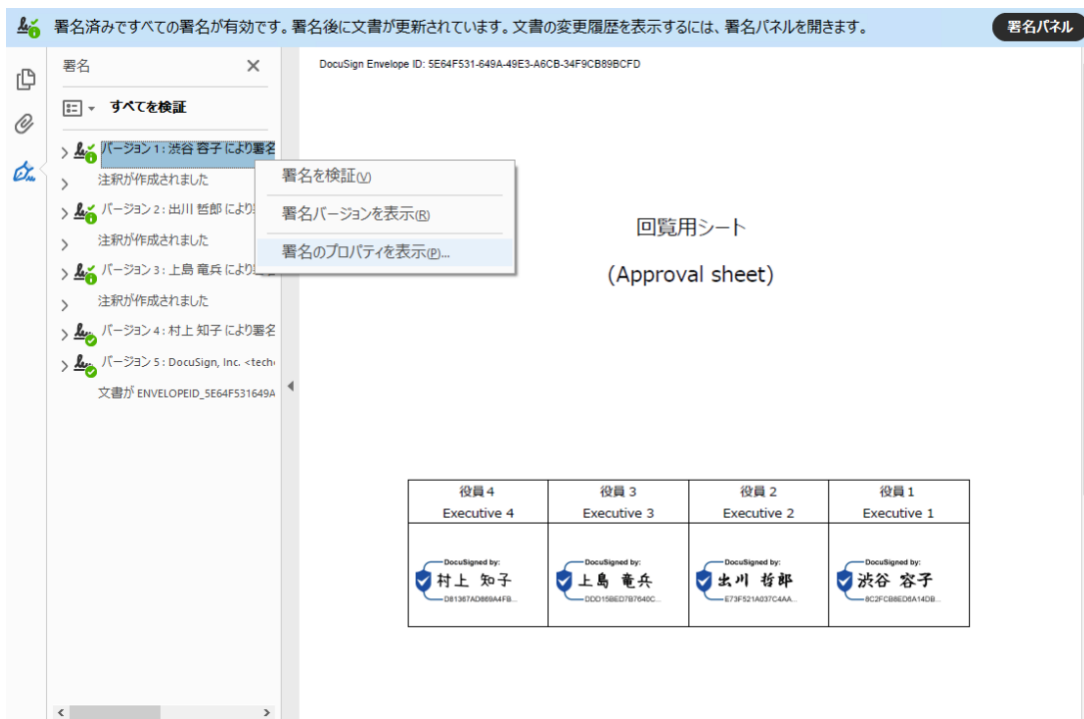 署名済みですべての署名が有効です。署名後に文書が更新されています。文書の変更履歴を表示するには、署名パネルを開きます。
署名パネル
署名
すべてを検証
バージョン 1 : 渋谷 容子 により署名
注釈が作成されました
バージョン 2 : 出川 哲郎 により
注釈が作成されました
バージョン 3 : 上島 竜兵 により
注釈が作成されました
バージョン 4 : 村上 知子 により署名
バージョン 5 : DocuSign, Inc. <tech
文書が ENVELOPEID_5E64F531649A
署名を検証(V)
署名バージョンを表示(R)
署名のプロパティを表示(P)...
DocuSign Envelope ID: 5E64F531-649A-49E3-A6CB-34F9CB89BCFD
回覧用シート
(Approval sheet)
役員4 役員 3 役員 2 役員 1
Executive 4 Executive 3 Executive 2 Executive 1
DocuSigned by: DocuSigned by: DocuSigned by: DocuSigned by:
村上 知子 上島 竜兵 出川 哲郎 渋谷 容子
D81367AD869A4FB... DDD15BED7B7640C... E73F521A037C4AA...